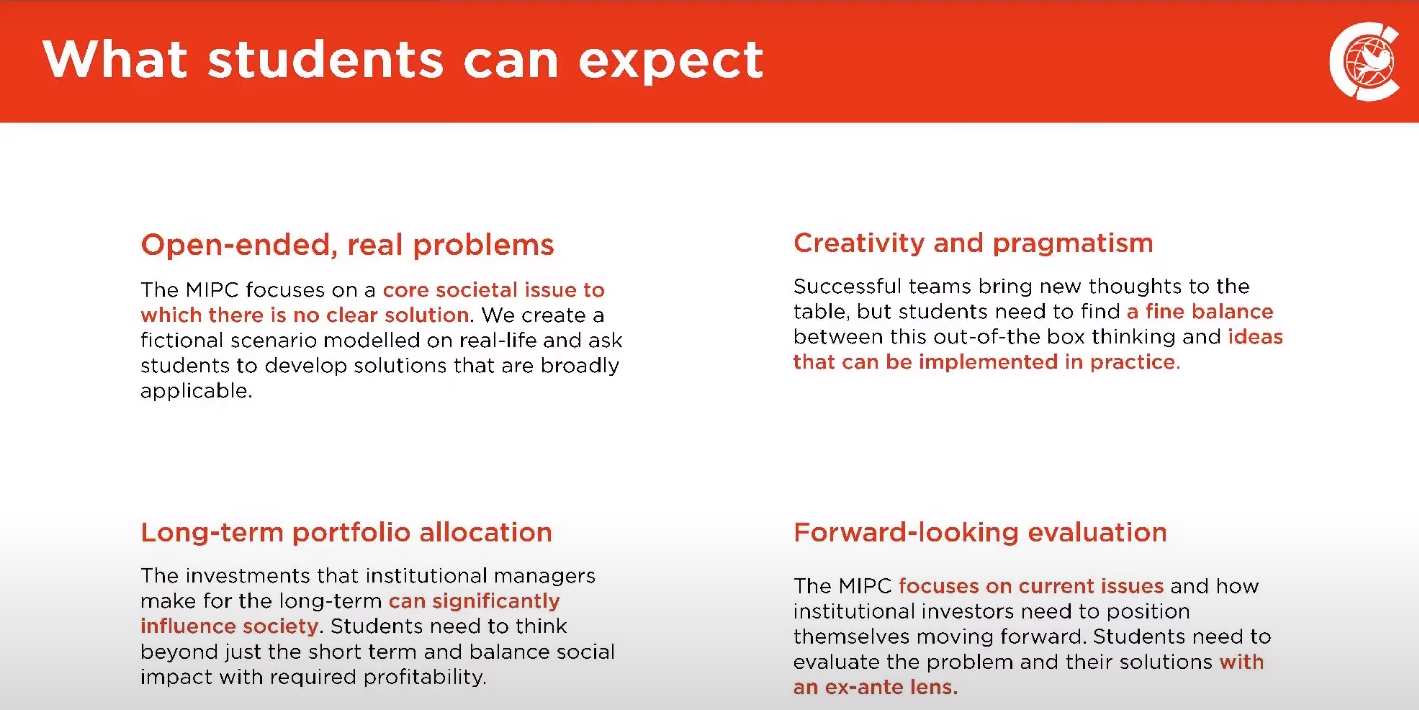 What students can expect
Open-ended, real problems
The MIPC focuses on a core societal issue to
which there is no clear solution. We create a
fictional scenario modelled on real-life and ask
students to develop solutions that are broadly
applicable.
Creativity and pragmatism
Successful teams bring new thoughts to the
table, but students need to find a fine balance
between this out-of-the box thinking and ideas
that can be implemented in practice.
Long-term portfolio allocation
The investments that institutional managers
make for the long-term can significantly
influence society. Students need to think
beyond just the short term and balance social
impact with required profitability.
Forward-looking evaluation
The MIPC focuses on current issues and how
institutional investors need to position
themselves moving forward. Students need to
evaluate the problem and their solutions with
an ex-ante lens.